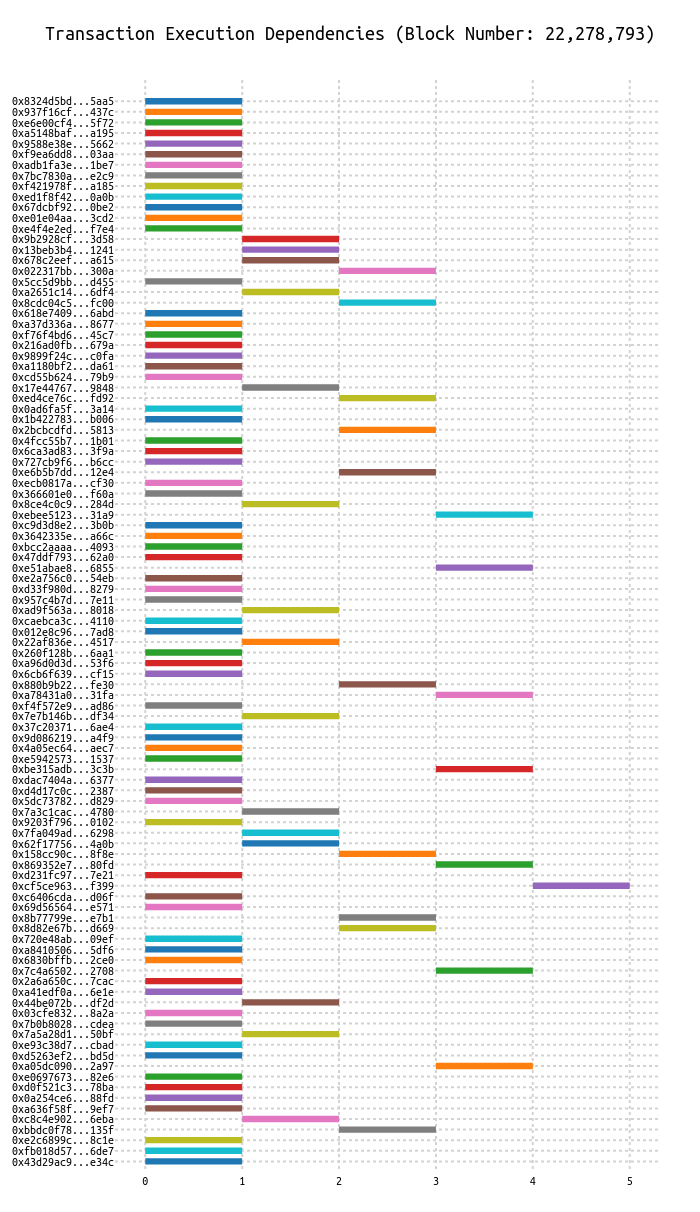 Transaction Execution Dependencies (Block Number: 22,278,793)
0x8324d5bd...5aa5
0x937f16cf...437c
0xe6e00cf4...5f72
0xa5148baf...a195
0x9588e38e...5662
0xf9ea6dd8...03aa
0xadb1fa3e...1be7
0x7bc7830a...e2c9
0xf421978f...a185
0xed1f8f42...0a0b
0x67dcbf92...0be2
0xe01e04aa...3cd2
0xe4f4e2ed...f7e4
0x9b2928cf...3d58
0x13beb3b4...1241
0x678c2eef...a615
0x022317bb...300a
0x5cc5d9bb...d455
0xa2651c14...6df4
0x8cdc04c5...fc00
0x618e7409...6abd
0xa37d336a...8677
0xf76f4bd6...45c7
0x216ad0fb...679a
0x9899f24c...c0fa
0xa1180bf2...da61
0xcd55b624...79b9
0x17e44767...9848
0xed4ce76c...fd92
0x0ad6fa5f...3a14
0x1b422783...b006
0x2bcbcdfd...5813
0x4fcc55b7...1b01
0x6ca3ad83...3f9a
0x727cb9f6...b6cc
0xe6b5b7dd...12e4
0xecb0817a...cf30
0x366601e0...f60a
0x8ce4c0c9...284d
0xebee5123...31a9
0xc9d3d8e2...3b0b
0x3642335e...a66c
0xbcc2aaaa...4093
0x47ddf793...62a0
0xe51abae8...6855
0xe2a756c0...54eb
0xd33f980d...8279
0x957c4b7d...7e11
0xad9f563a...8018
0xcaebca3c...4110
0x012e8c96...7ad8
0x22af836e...4517
0x260f128b...6aa1
0xa96d0d3d...53f6
0x6cb6f639...cf15
0x880b9b22...fe30
0xa78431a0...31fa
0xf4f572e9...ad86
0x7e7b146b...df34
0x37c20371...6ae4
0x9d086219...a4f9
0x4a05ec64...aec7
0xe5942573...1537
0xbe315adb...3c3b
0xdac7404a...6377
0xd4d17c0c...2387
0x5dc73782...d829
0x7a3c1cac...4780
0x9203f796...0102
0x7fa049ad...6298
0x62f17756...4a0b
0x158cc90c...8f8e
0x869352e7...80fd
0xd231fc97...7e21
0xcf5ce963...f399
0xc6406cda...d06f
0x69d56564...e571
0x8b77799e...e7b1
0x8d82e67b...d669
0x720e48ab...09ef
0xa8410506...5df6
0x6830bffb...2ce0
0x7c4a6502...2708
0x2a6a650c...7cac
0xa41edf0a...6e1e
0x44be072b...df2d
0x03cfe832...8a2a
0x7b0b8028...cdea
0x7a5a28d1...50bf
0xe93c38d7...cbad
0xd5263ef2...bd5d
0xa05dc090...2a97
0xe0697673...82e6
0xd0f521c3...78ba
0x0a254ce6...88fd
0xa636f58f...9ef7
0xc8c4e902...6eba
0xbbdc0f78...135f
0xe2c6899c...8c1e
0xfb018d57...6de7
0x43d29ac9...e34c
0 1 2 3 4 5